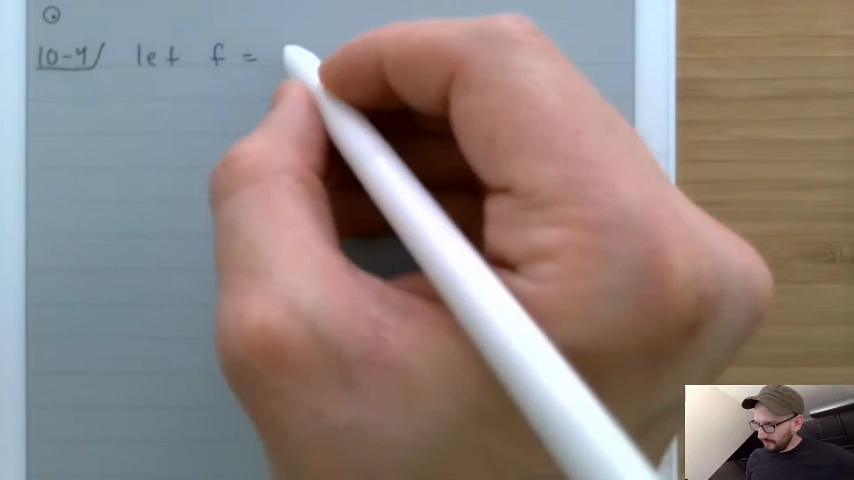 10-4/ let f =